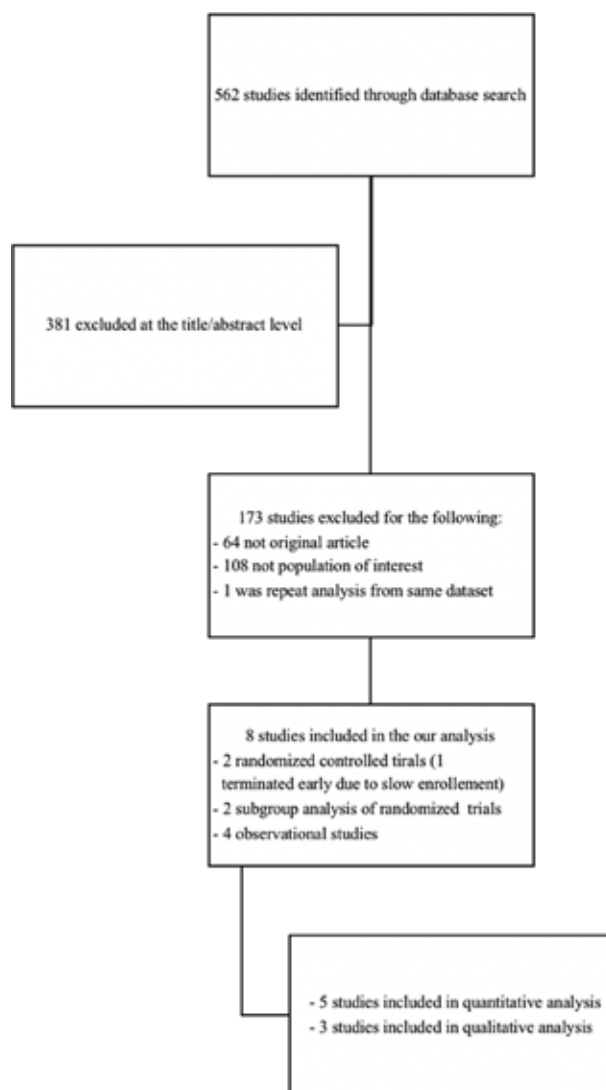 562 studies identified through database search
381 excluded at the title/abstract level
173 studies excluded for the following:
- 64 not original article
- 108 not population of interest
- 1 was repeat analysis from same dataset
8 studies included in the our analysis
- 2 randomized controlled tirals (1
terminated early due to slow enrollement)
- 2 subgroup analysis of randomized trials
- 4 observational studies
- 5 studies included in quantitative analysis
- 3 studies included in qualitative analysis